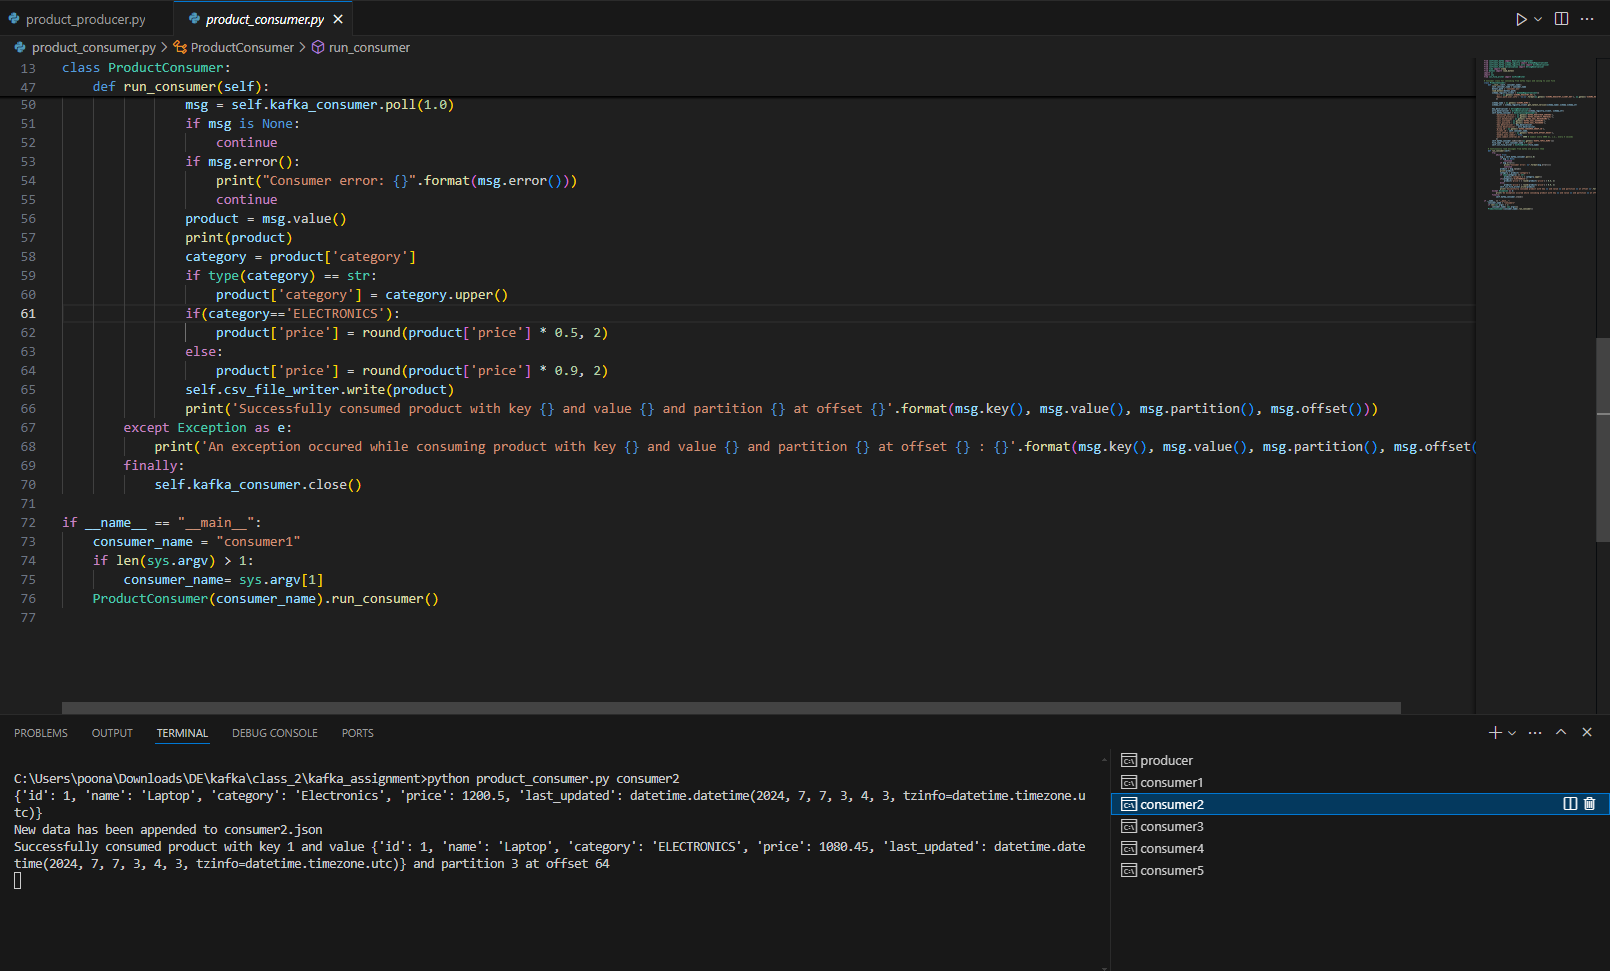 product_producer.py
product_consumer.py
product_consumer.py > ProductConsumer > run_consumer
13 class ProductConsumer:
47 def run_consumer(self):
50 msg = self.kafka_consumer.poll(1.0)
51 if msg is None:
52 continue
53 if msg.error():
54 print("Consumer error: {}".format(msg.error()))
55 continue
56 product = msg.value()
57 print(product)
58 category = product['category']
59 if type(category) == str:
60 product['category'] = category.upper()
61 if(category=='ELECTRONICS'):
62 product['price'] = round(product['price'] * 0.5, 2)
63 else:
64 product['price'] = round(product['price'] * 0.9, 2)
65 self.csv_file_writer.write(product)
66 print('Successfully consumed product with key {} and value {} and partition {} at offset {}'.format(msg.key(), msg.value(), msg.partition(), msg.offset()))
67 except Exception as e:
68 print('An exception occured while consuming product with key {} and value {} and partition {} at offset {} : {}'.format(msg.key(), msg.value(), msg.partition(), msg.offset(
69 finally:
70 self.kafka_consumer.close()
71
72 if __name__ == "__main__":
73 consumer_name = "consumer1"
74 if len(sys.argv) > 1:
75 consumer_name= sys.argv[1]
76 ProductConsumer(consumer_name).run_consumer()
77
PROBLEMS OUTPUT TERMINAL DEBUG CONSOLE PORTS
C:\Users\poona\Downloads\DE\kafka\class_2\kafka_assignment>python product_consumer.py consumer2
{'id': 1, 'name': 'Laptop', 'category': 'Electronics', 'price': 1200.5, 'last_updated': datetime.datetime(2024, 7, 7, 3, 4, 3, tzinfo=datetime.timezone.u
tc)}
New data has been appended to consumer2.json
Successfully consumed product with key 1 and value {'id': 1, 'name': 'Laptop', 'category': 'ELECTRONICS', 'price': 1080.45, 'last_updated': datetime.date
time(2024, 7, 7, 3, 4, 3, tzinfo=datetime.timezone.utc)} and partition 3 at offset 64
producer
consumer1
consumer2
consumer3
consumer4
consumer5